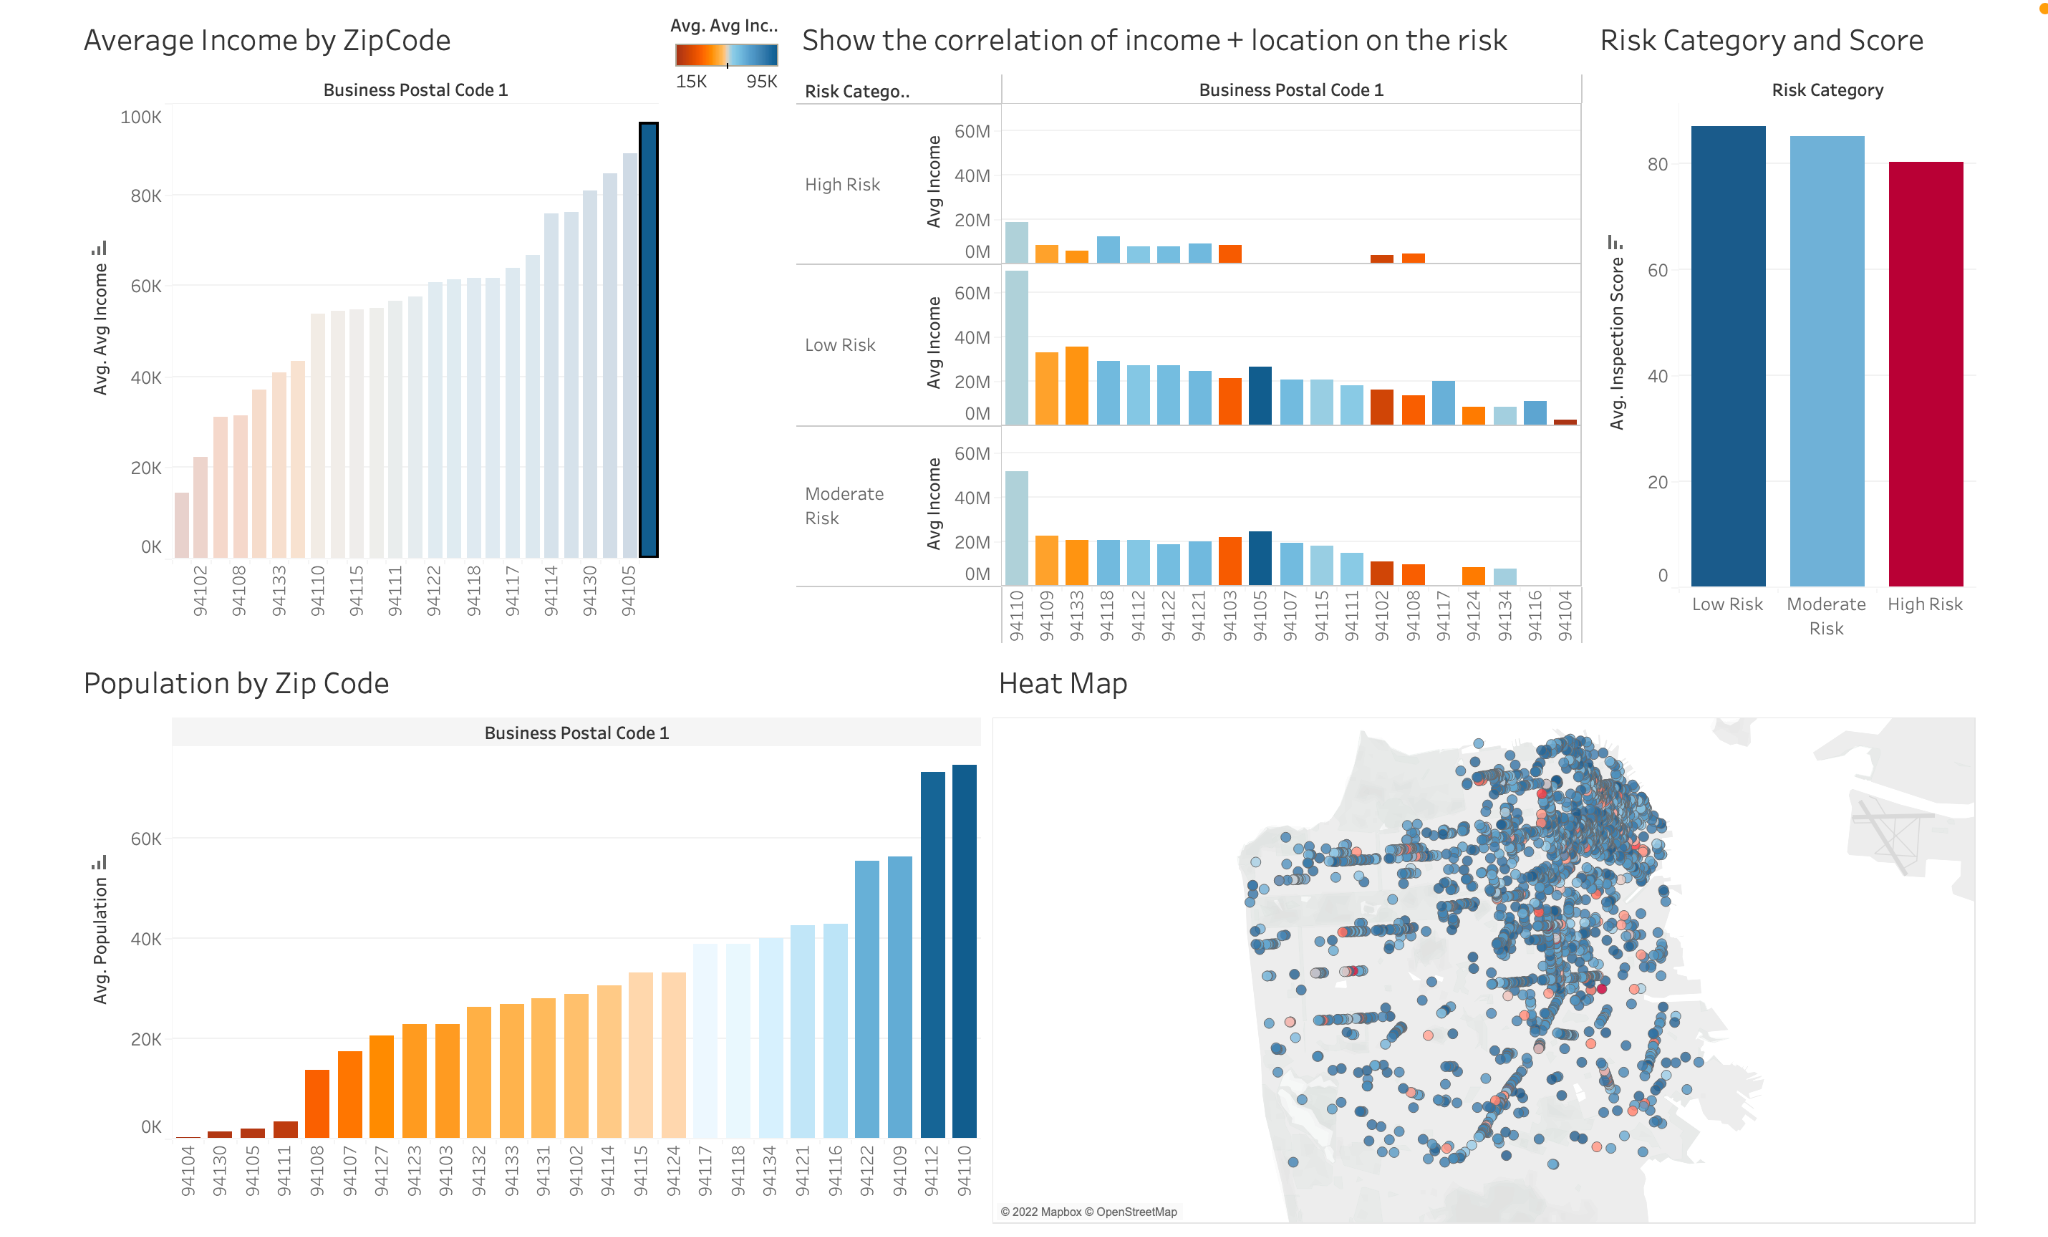 Average Income by ZipCode
Avg. Avg Inc..
15K 95K
Business Postal Code 1
Avg. Avg Income
100K
80K
60K
40K
20K
0K
94102 94108 94133 94110 94115 94111 94122 94118 94117 94114 94130 94105
Show the correlation of income + location on the risk
Risk Catego.. Business Postal Code 1
High Risk
Avg Income
60M
40M
20M
0M
Low Risk
Avg Income
60M
40M
20M
0M
Moderate
Risk
Avg Income
60M
40M
20M
0M
94110 94109 94133 94118 94112 94122 94121 94103 94105 94107 94115 94111 94102 94108 94117 94124 94134 94116 94104
Risk Category and Score
Risk Category
Avg. Inspection Score
80
60
40
20
0
Low Risk Moderate High Risk
Risk
Population by Zip Code
Business Postal Code 1
Avg. Population
60K
40K
20K
0K
94104 94130 94105 94111 94108 94107 94127 94123 94103 94132 94133 94131 94102 94114 94115 94124 94117 94118 94134 94121 94116 94122 94109 94112 94110
Heat Map
© 2022 Mapbox © OpenStreetMap